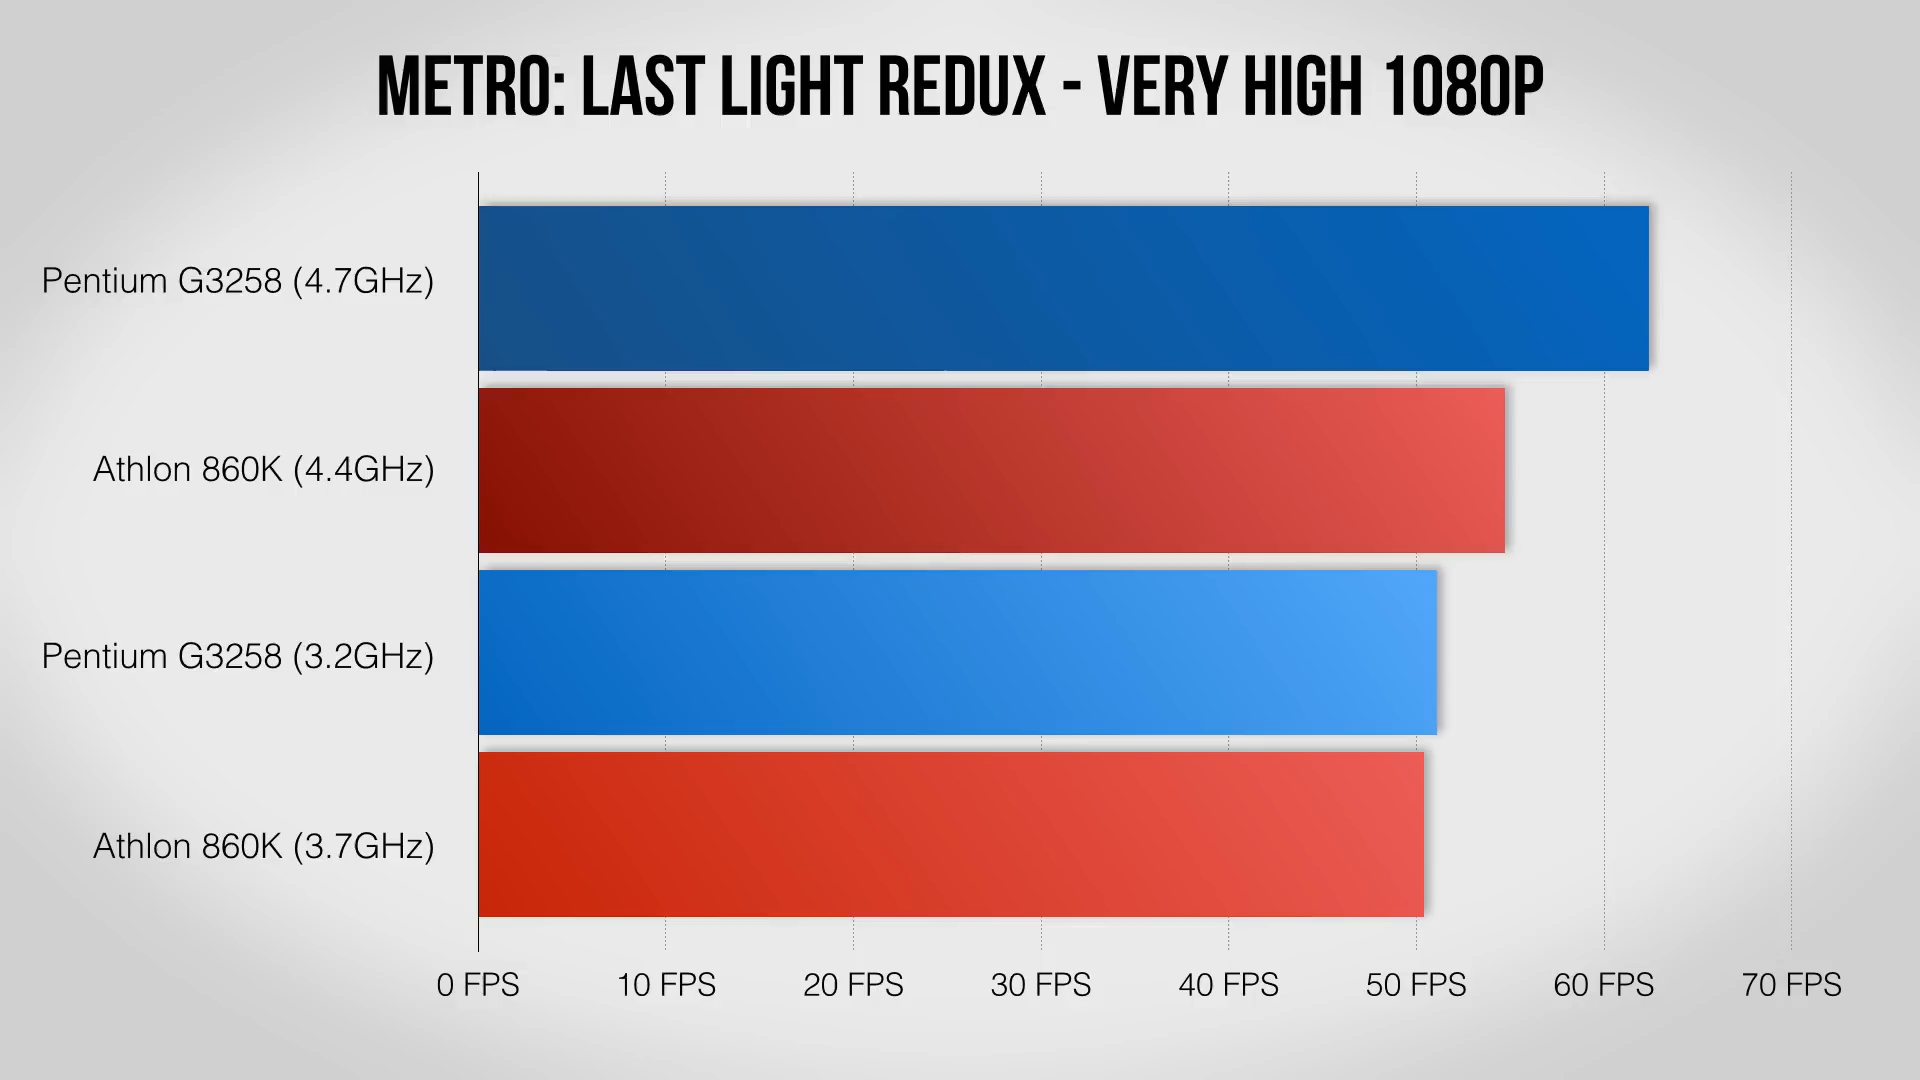 METRO: LAST LIGHT REDUX - VERY HIGH 1080P
Pentium G3258 (4.7GHz)
Athlon 860K (4.4GHz)
Pentium G3258 (3.2GHz)
Athlon 860K (3.7GHz)
0 FPS 10 FPS 20 FPS 30 FPS 40 FPS 50 FPS 60 FPS 70 FPS